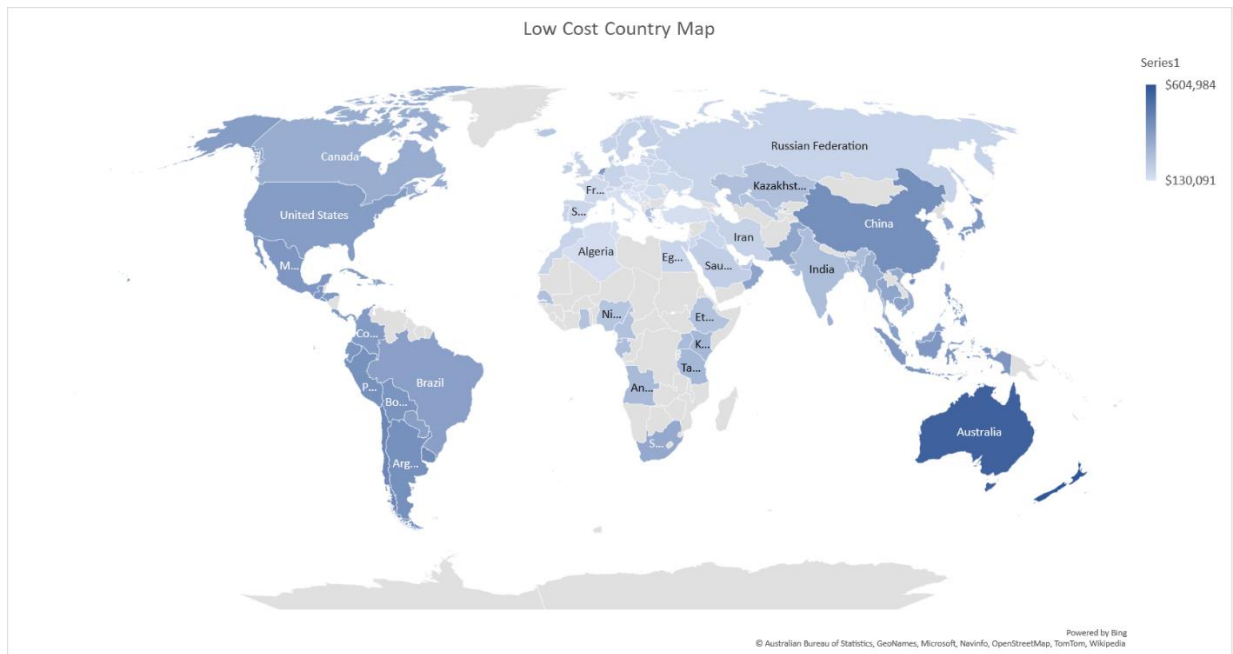 Low Cost Country Map
Series1
$604,984
$130,091
Russian Federation
Canada
Kazakhst...
Fr...
United States
S...
China
Iran
Algeria
Eg...
Sau...
M...
India
Ni...
Et...
Co...
K...
Ta...
P...
Brazil
An...
Bo...
Australia
S...
Arg...
Powered by Bing
© Australian Bureau of Statistics, GeoNames, Microsoft, Navinfo, OpenStreetMap, TomTom, Wikipedia